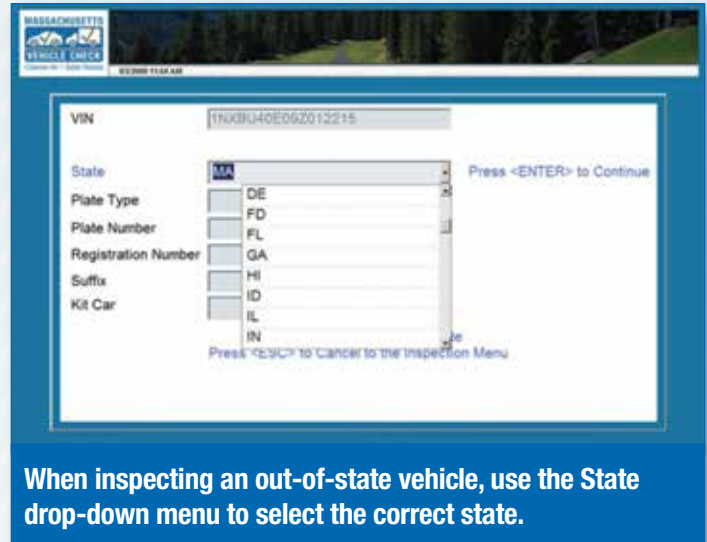 MASSACHUSETTS
VEHICLE CHECK
VIN
State MA Press <ENTER> to Continue
Plate Type DE
FD
Plate Number FL
Registration Number GA
Suffix HI
Kit Car ID
IL
IN
Press <ESC> to Cancel to the Inspection Menu
When inspecting an out-of-state vehicle, use the State
drop-down menu to select the correct state.